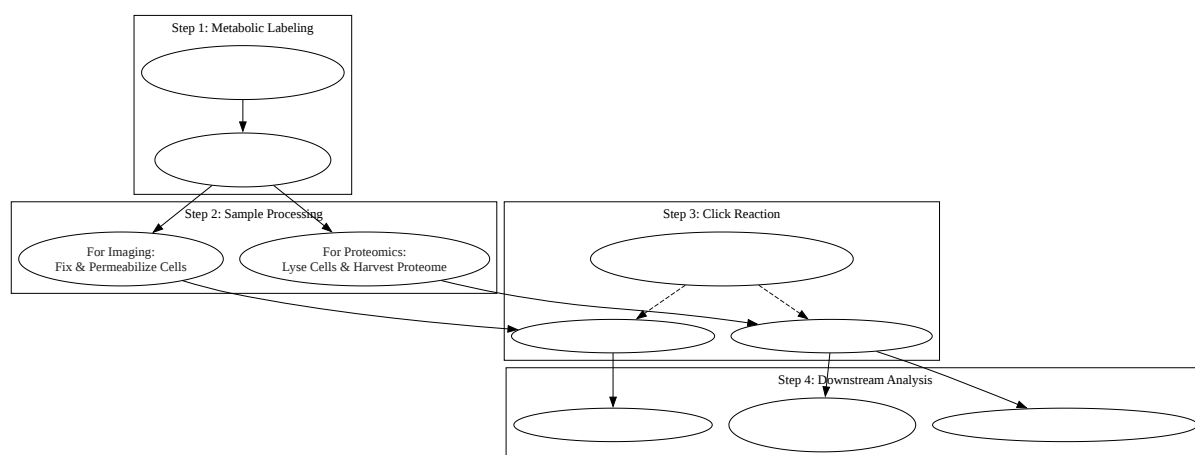 Step 1: Metabolic Labeling
Step 2: Sample Processing
Step 3: Click Reaction
For Imaging:
Fix & Permeabilize Cells
For Proteomics:
Lyse Cells & Harvest Proteome
Step 4: Downstream Analysis